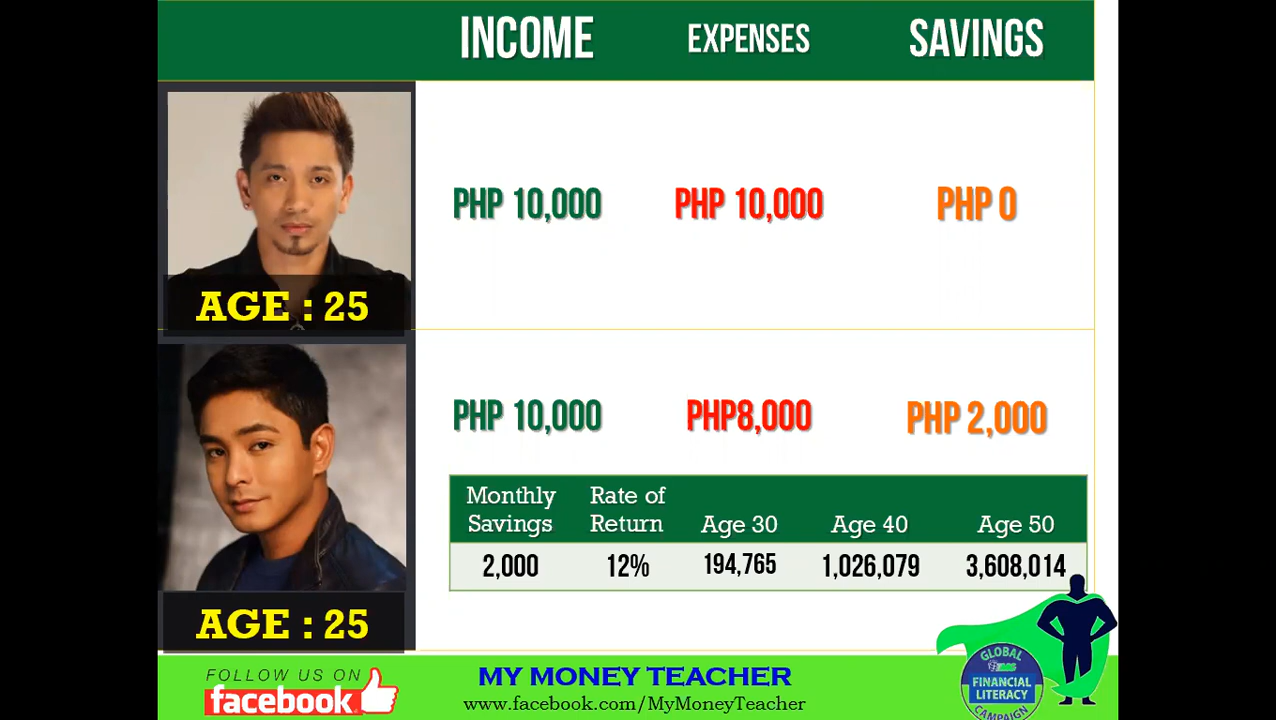 INCOME EXPENSES SAVINGS
PHP 10,000 PHP 10,000 PHP 0
AGE : 25
PHP 10,000 PHP8,000 PHP 2,000
Monthly Savings Rate of Return Age 30 Age 40 Age 50
2,000 12% 194,765 1,026,079 3,608,014
AGE : 25
FOLLOW US ON
facebook
MY MONEY TEACHER
www.facebook.com/MyMoneyTeacher
GLOBAL
FINANCIAL
LITERACY
CAMPAIGN